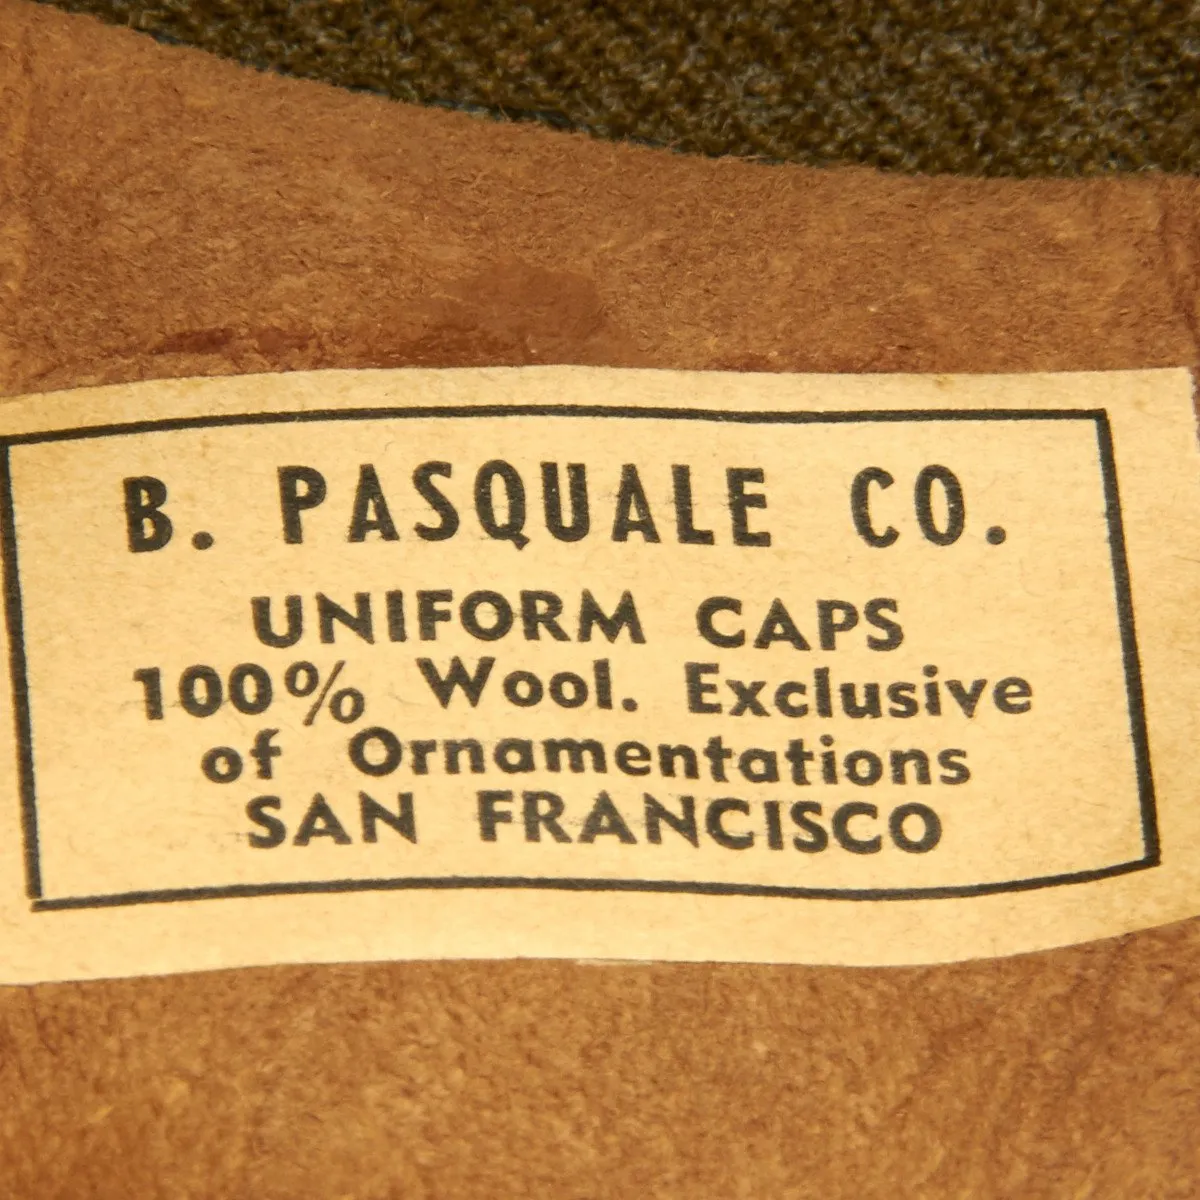 B. PASQUALE CO.
UNIFORM CAPS
100% Wool. Exclusive
of Ornamentations
SAN FRANCISCO